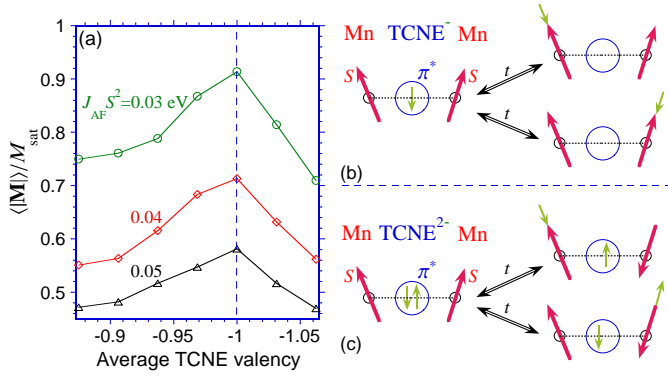 (a)
1
0.9
0.8
0.7
0.6
0.5
⟨|M|⟩/M_sat
J_AF S²=0.03 eV
0.04
0.05
-0.9 -0.95 -1 -1.05
Average TCNE valency
Mn TCNE⁻ Mn
S π* S
t
t
(b)
Mn TCNE²⁻ Mn
S π* S
t
t
(c)